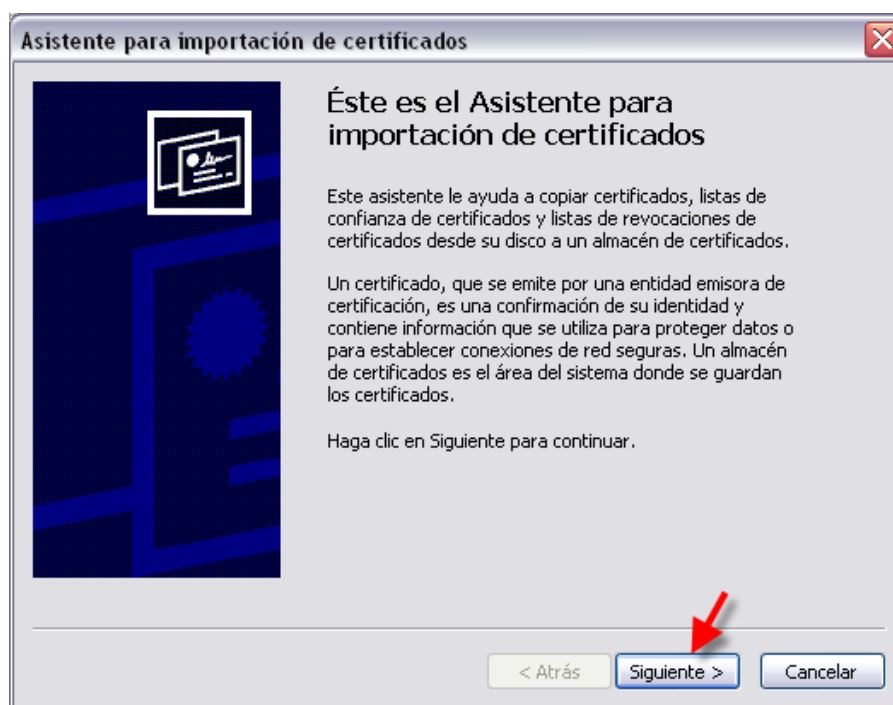 Asistente para importación de certificados
Éste es el Asistente para
importación de certificados
Este asistente le ayuda a copiar certificados, listas de
confianza de certificados y listas de revocaciones de
certificados desde su disco a un almacén de certificados.
Un certificado, que se emite por una entidad emisora de
certificación, es una confirmación de su identidad y
contiene información que se utiliza para proteger datos o
para establecer conexiones de red seguras. Un almacén
de certificados es el área del sistema donde se guardan
los certificados.
Haga clic en Siguiente para continuar.
< Atrás Siguiente > Cancelar